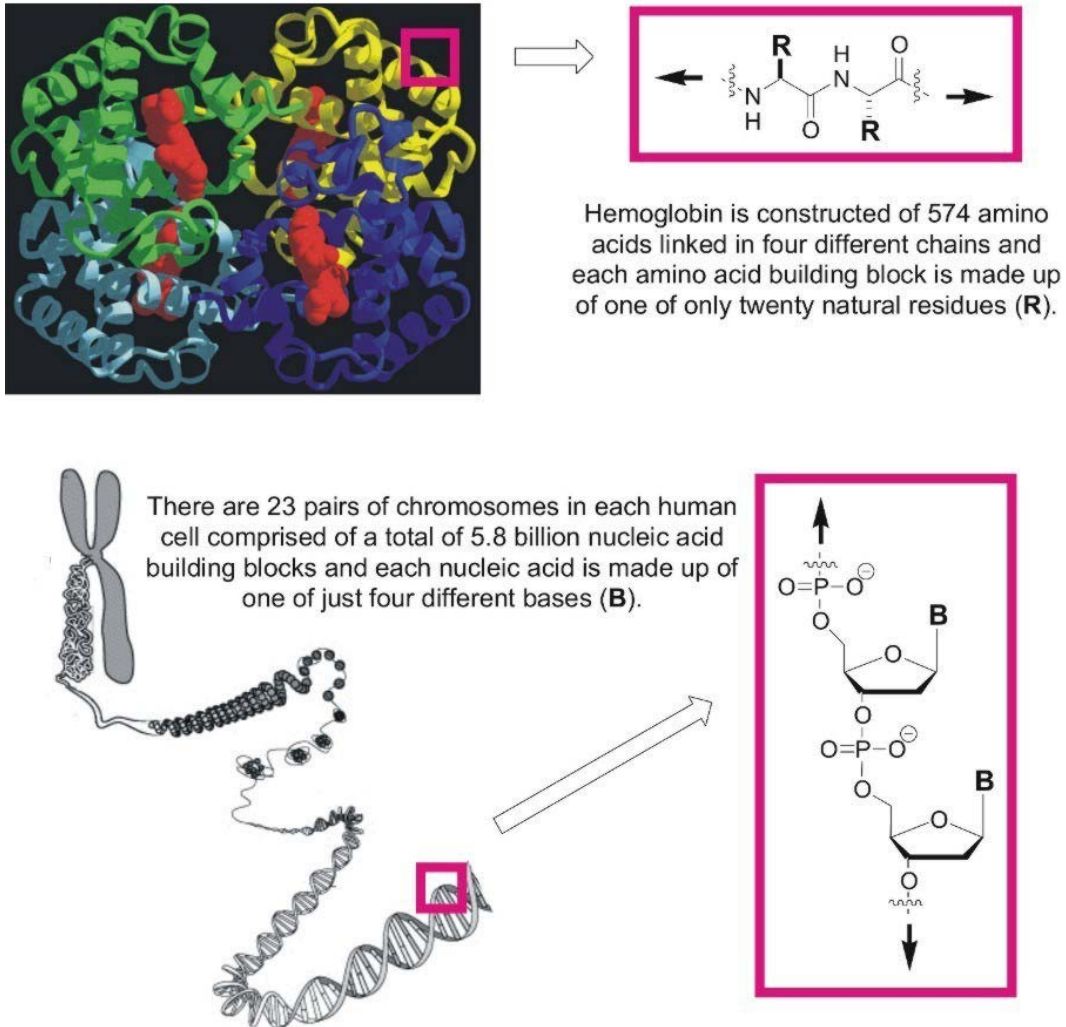 R
H
N
O
N
H
O
R
Hemoglobin is constructed of 574 amino
acids linked in four different chains and
each amino acid building block is made up
of one of only twenty natural residues (R).
There are 23 pairs of chromosomes in each human
cell comprised of a total of 5.8 billion nucleic acid
building blocks and each nucleic acid is made up of
one of just four different bases (B).
O=P-O⊖
O
B
O
O
O=P-O⊖
O
B
O
O